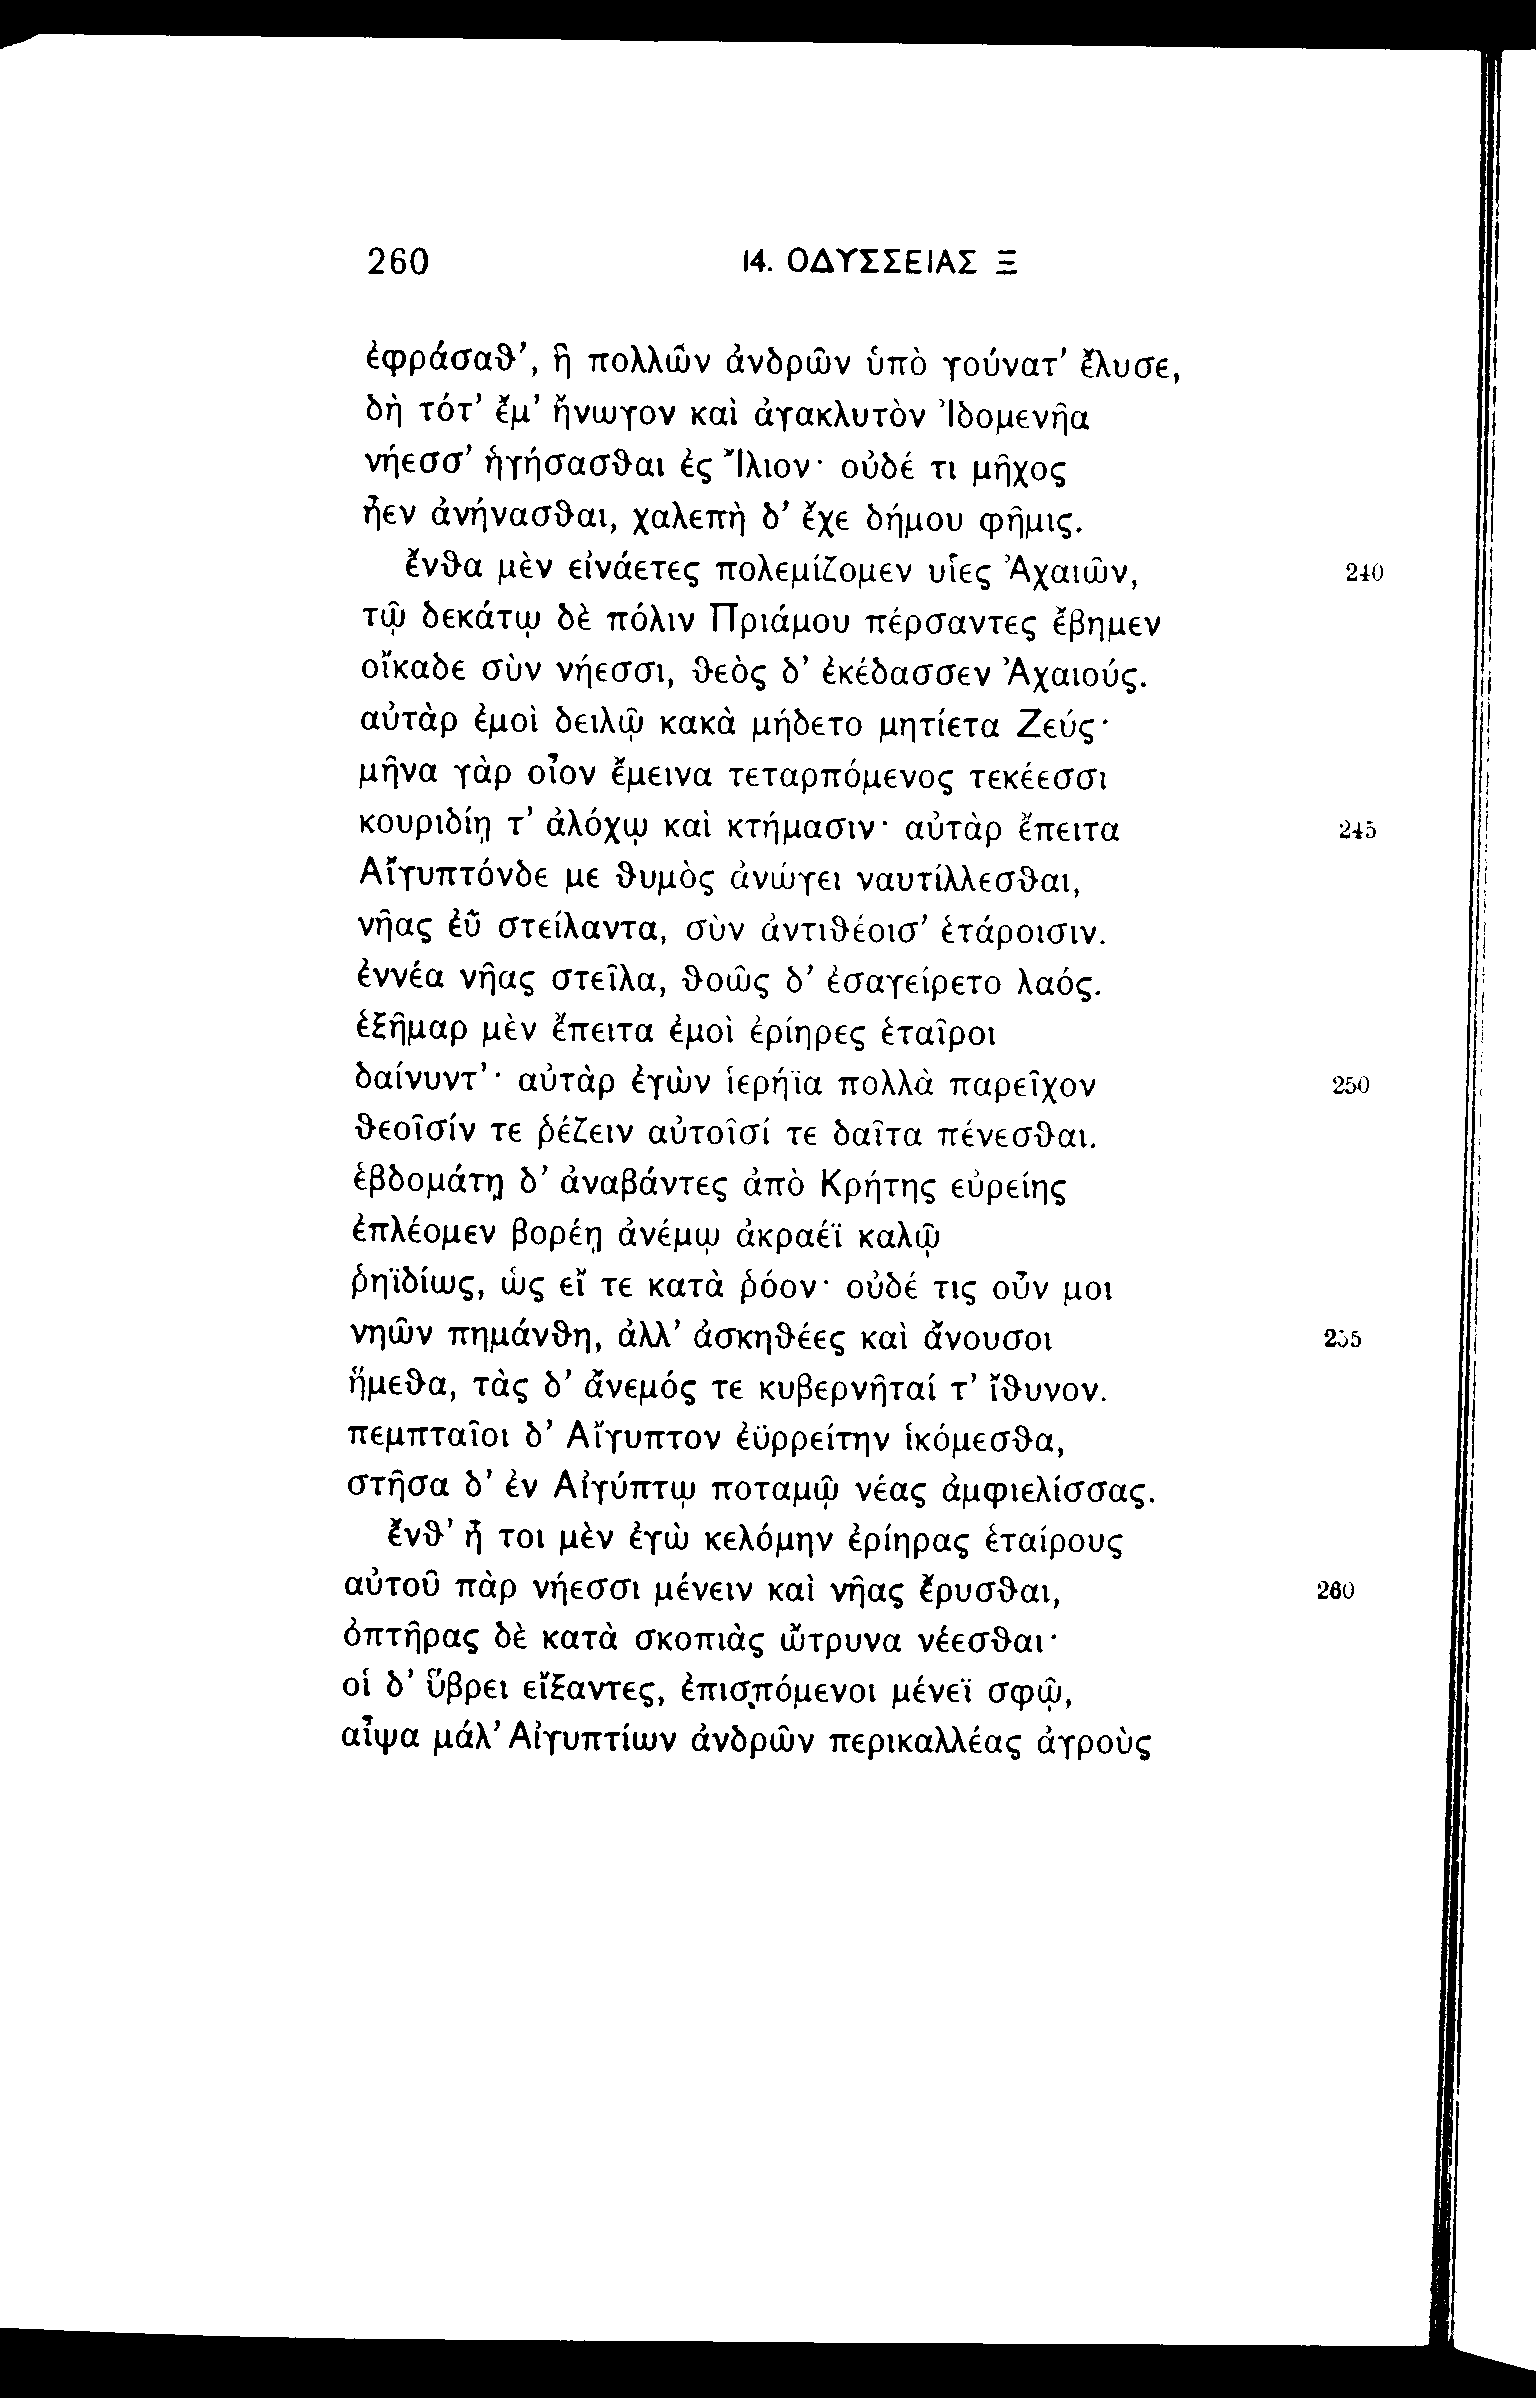 260 14. ΟΔΥΣΣΕΙΑΣ Ξ
ἐφράσαϑ’, ἣ πολλῶν ἀνδρῶν ὑπὸ γούνατ’ ἔλυσε,
δὴ τότ’ ἔμ’ ἤνωγον καὶ ἀγακλυτὸν Ἰδομενῆα
νήεσσ’ ἡγήσασϑαι ἐς Ἴλιον· οὐδέ τι μῆχος
ἦεν ἀνήνασϑαι, χαλεπὴ δ’ ἔχε δήμου φῆμις.
ἔνϑα μὲν εἰνάετες πολεμίζομεν υἷες Ἀχαιῶν, 240
τῷ δεκάτῳ δὲ πόλιν Πριάμου πέρσαντες ἔβημεν
οἴκαδε σὺν νήεσσι, ϑεὸς δ’ ἐκέδασσεν Ἀχαιούς.
αὐτὰρ ἐμοὶ δειλῷ κακὰ μήδετο μητίετα Ζεύς·
μῆνα γὰρ οἶον ἔμεινα τεταρπόμενος τεκέεσσι
κουριδίῃ τ’ ἀλόχῳ καὶ κτήμασιν· αὐτὰρ ἔπειτα 245
Αἴγυπτόνδε με ϑυμὸς ἀνώγει ναυτίλλεσϑαι,
νῆας ἐῢ στείλαντα, σὺν ἀντιϑέοισ’ ἑτάροισιν.
ἐννέα νῆας στεῖλα, ϑοῶς δ’ ἐσαγείρετο λαός.
ἑξῆμαρ μὲν ἔπειτα ἐμοὶ ἐρίηρες ἑταῖροι
δαίνυντ’· αὐτὰρ ἐγὼν ἱερήϊα πολλὰ παρεῖχον 250
ϑεοῖσίν τε ῥέζειν αὐτοῖσί τε δαῖτα πένεσϑαι.
ἑβδομάτῃ δ’ ἀναβάντες ἀπὸ Κρήτης εὐρείης
ἐπλέομεν βορέῃ ἀνέμῳ ἀκραέϊ καλῷ
ῥηϊδίως, ὡς εἴ τε κατὰ ῥόον· οὐδέ τις οὖν μοι
νηῶν πημάνϑη, ἀλλ’ ἀσκηϑέες καὶ ἄνουσοι 255
ἥμεϑα, τὰς δ’ ἄνεμός τε κυβερνῆταί τ’ ἴϑυνον.
πεμπταῖοι δ’ Αἴγυπτον ἐϋρρείτην ἱκόμεσϑα,
στῆσα δ’ ἐν Αἰγύπτῳ ποταμῷ νέας ἀμφιελίσσας.
ἔνϑ’ ἦ τοι μὲν ἐγὼ κελόμην ἐρίηρας ἑταίρους
αὐτοῦ πὰρ νήεσσι μένειν καὶ νῆας ἔρυσϑαι, 260
ὀπτῆρας δὲ κατὰ σκοπιὰς ὤτρυνα νέεσϑαι·
οἱ δ’ ὕβρει εἴξαντες, ἐπισπόμενοι μένεϊ σφῷ,
αἶψα μάλ’ Αἰγυπτίων ἀνδρῶν περικαλλέας ἀγροὺς